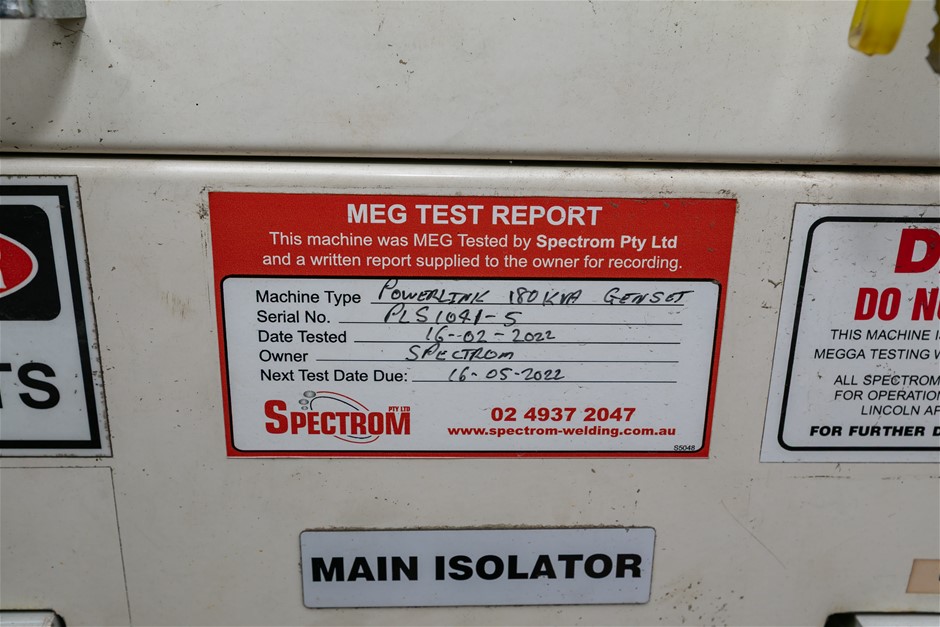 MEG TEST REPORT
This machine was MEG Tested by Spectrom Pty Ltd
and a written report supplied to the owner for recording.
Machine Type POWERLINK 180KVA GENSET
Serial No. PLS1041-5
Date Tested 16-02-2022
Owner SPECTROM
Next Test Date Due: 16-05-2022
SPECTROM PTY LTD
02 4937 2047
www.spectrom-welding.com.au
S5048
TS
D
DO N
THIS MACHINE
MEGGA TESTING W
ALL SPECTROM
FOR OPERATION
LINCOLN AR
FOR FURTHER D
MAIN ISOLATOR